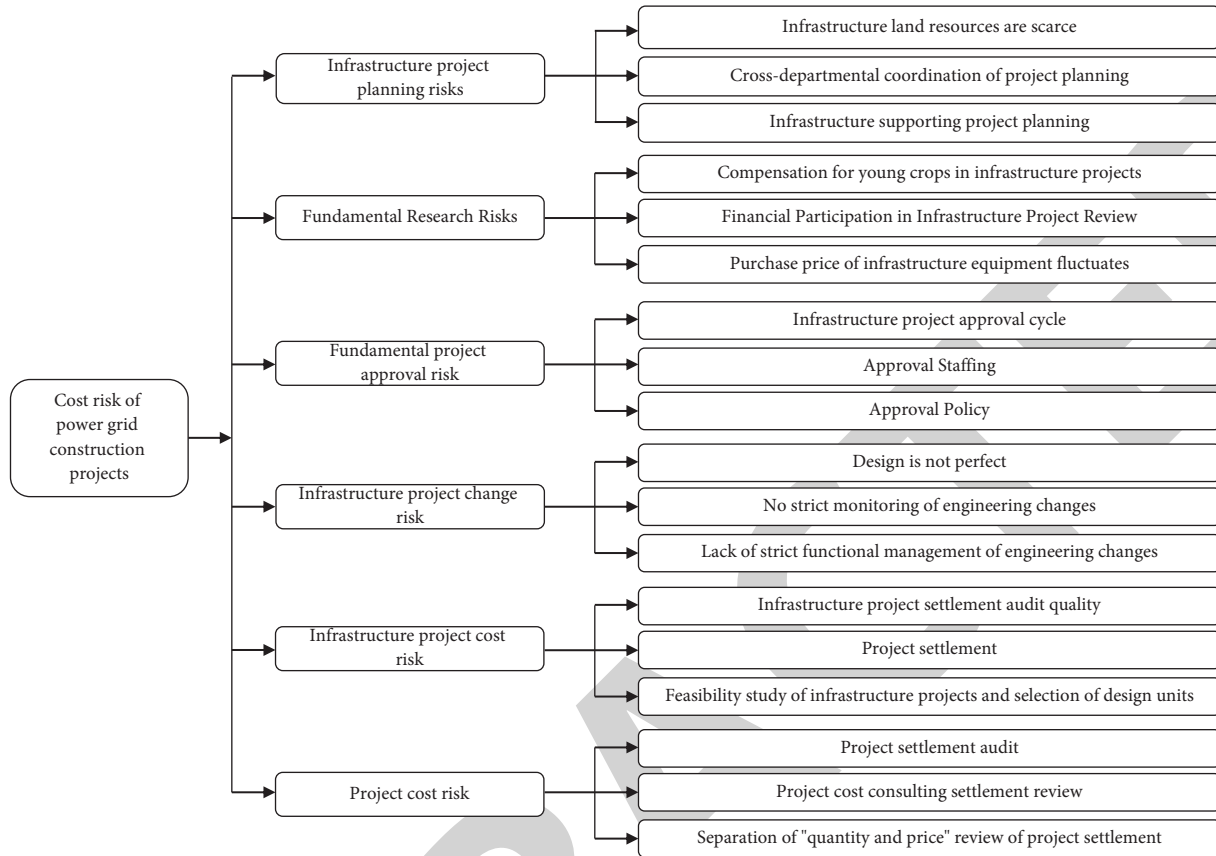 Cost risk of
power grid
construction
projects
Infrastructure project
planning risks
Infrastructure land resources are scarce
Cross-departmental coordination of project planning
Infrastructure supporting project planning
Fundamental Research Risks
Compensation for young crops in infrastructure projects
Financial Participation in Infrastructure Project Review
Purchase price of infrastructure equipment fluctuates
Fundamental project
approval risk
Infrastructure project approval cycle
Approval Staffing
Approval Policy
Infrastructure project change
risk
Design is not perfect
No strict monitoring of engineering changes
Lack of strict functional management of engineering changes
Infrastructure project cost
risk
Infrastructure project settlement audit quality
Project settlement
Feasibility study of infrastructure projects and selection of design units
Project cost risk
Project settlement audit
Project cost consulting settlement review
Separation of "quantity and price" review of project settlement